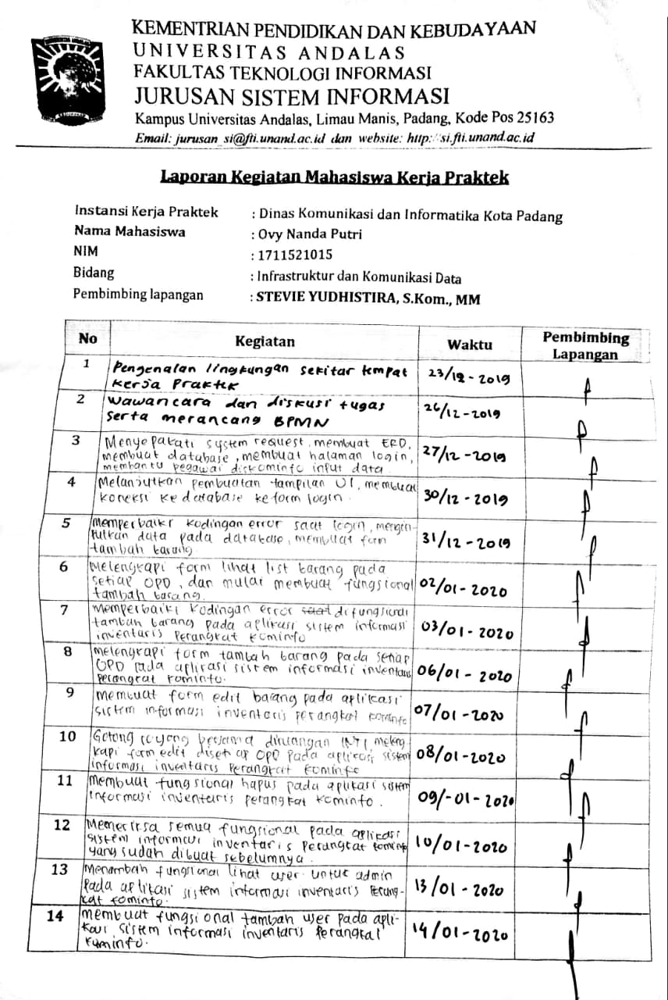 KEMENTRIAN PENDIDIKAN DAN KEBUDAYAAN
UNIVERSITAS ANDALAS
FAKULTAS TEKNOLOGI INFORMASI
JURUSAN SISTEM INFORMASI
Kampus Universitas Andalas, Limau Manis, Padang, Kode Pos 25163
Email: jurusan_si@fti.unand.ac.id dan website: http://si.fti.unand.ac.id
Laporan Kegiatan Mahasiswa Kerja Praktek
Instansi Kerja Praktek : Dinas Komunikasi dan Informatika Kota Padang
Nama Mahasiswa : Ovy Nanda Putri
NIM : 1711521015
Bidang : Infrastruktur dan Komunikasi Data
Pembimbing lapangan : STEVIE YUDHISTIRA, S.Kom., MM
No Kegiatan Waktu Pembimbing
Lapangan
1 Pengenalan lingkungan sekitar tempat 23/12-2019
kerja Praktek
2 Wawancara dan diskusi tugas 26/12-2019
serta merancang BPMN
3 Menyepakati system request, membuat ERD, 27/12-2019
membuat database, membuat halaman login,
membantu pegawai diskominfo input data
4 Melanjutkan pembuatan tampilan UI, membuat 30/12-2019
koneksi ke database ke form login.
5 Memperbaiki kodingan error saat login, mengin- 31/12-2019
putkan data pada database, membuat form
tambah barang.
6 Melengkapi form lihat list barang pada 02/01-2020
setiap OPD, dan mulai membuat fungsional
tambah barang.
7 Memperbaiki kodingan error saat difungsional 03/01-2020
tambah barang pada aplikasi sistem informasi
inventaris perangkat kominfo
8 melengkapi form tambah barang pada setiap 06/01-2020
OPD pada aplikasi sistem informasi inventaris
perangkat kominfo.
9 Membuat form edit barang pada aplikasi 07/01-2020
sistem informasi inventaris perangkat kominfo
10 Gotong royong bersama diruangan meleng 08/01-2020
kapi form edit disetiap OPD pada aplikasi sistem
informasi inventaris perangkat kominfo
11 Membuat fungsional hapus pada aplikasi sistem 09/-01-2020
informasi inventaris perangkat kominfo.
12 Memeriksa semua fungsional pada aplikasi 10/01-2020
sistem informasi inventaris perangkat kominfo
yang sudah dibuat sebelumnya.
13 Menambah fungsional lihat user untuk admin 13/01-2020
pada aplikasi sistem informasi inventaris perang-
kat kominfo.
14 membuat fungsional tambah user pada apli- 14/01-2020
kasi sistem informasi inventaris perangkat
kominfo.